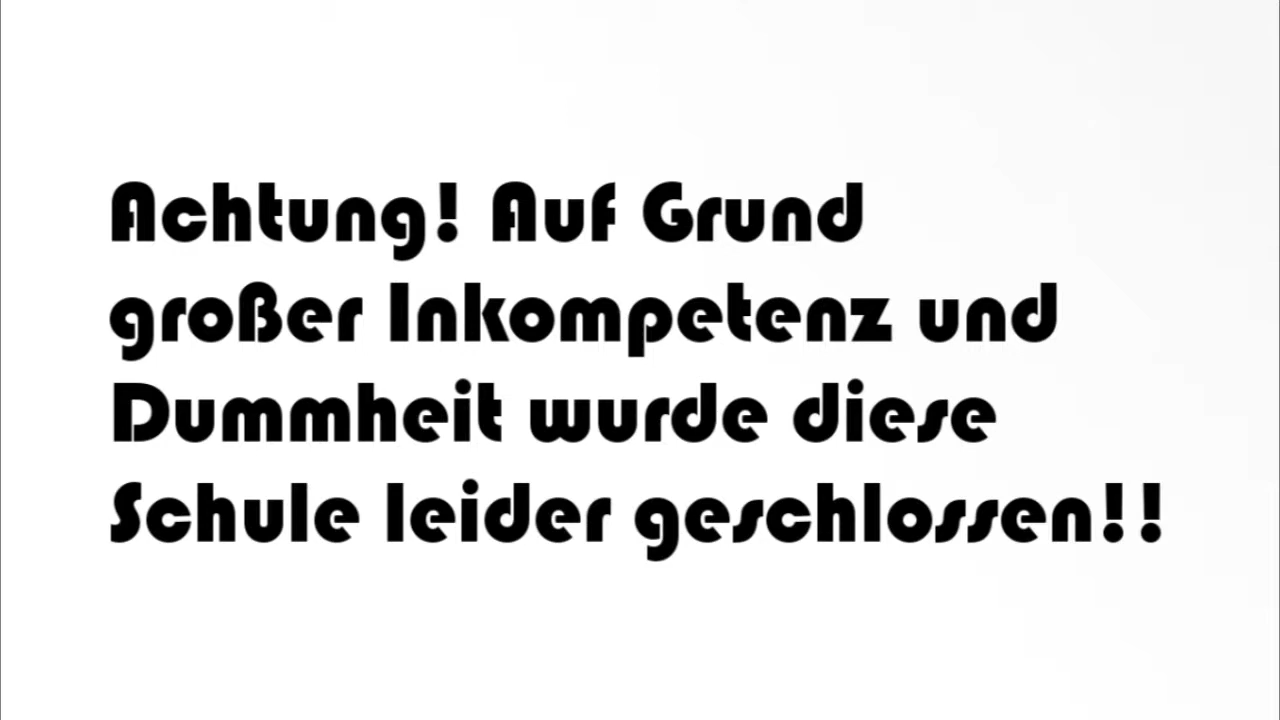 Achtung! Auf Grund
großer Inkompetenz und
Dummheit wurde diese
Schule leider geschlossen!!